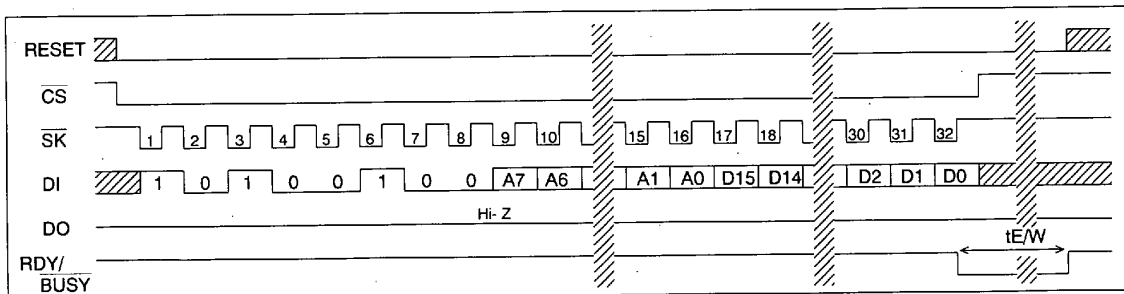 RESET
CS
SK 1 2 3 4 5 6 7 8 9 10 15 16 17 18 30 31 32
DI 1 0 1 0 0 1 0 0 A7 A6 A1 A0 D15 D14 D2 D1 D0
Hi- Z
DO
tE/W
RDY/
BUSY